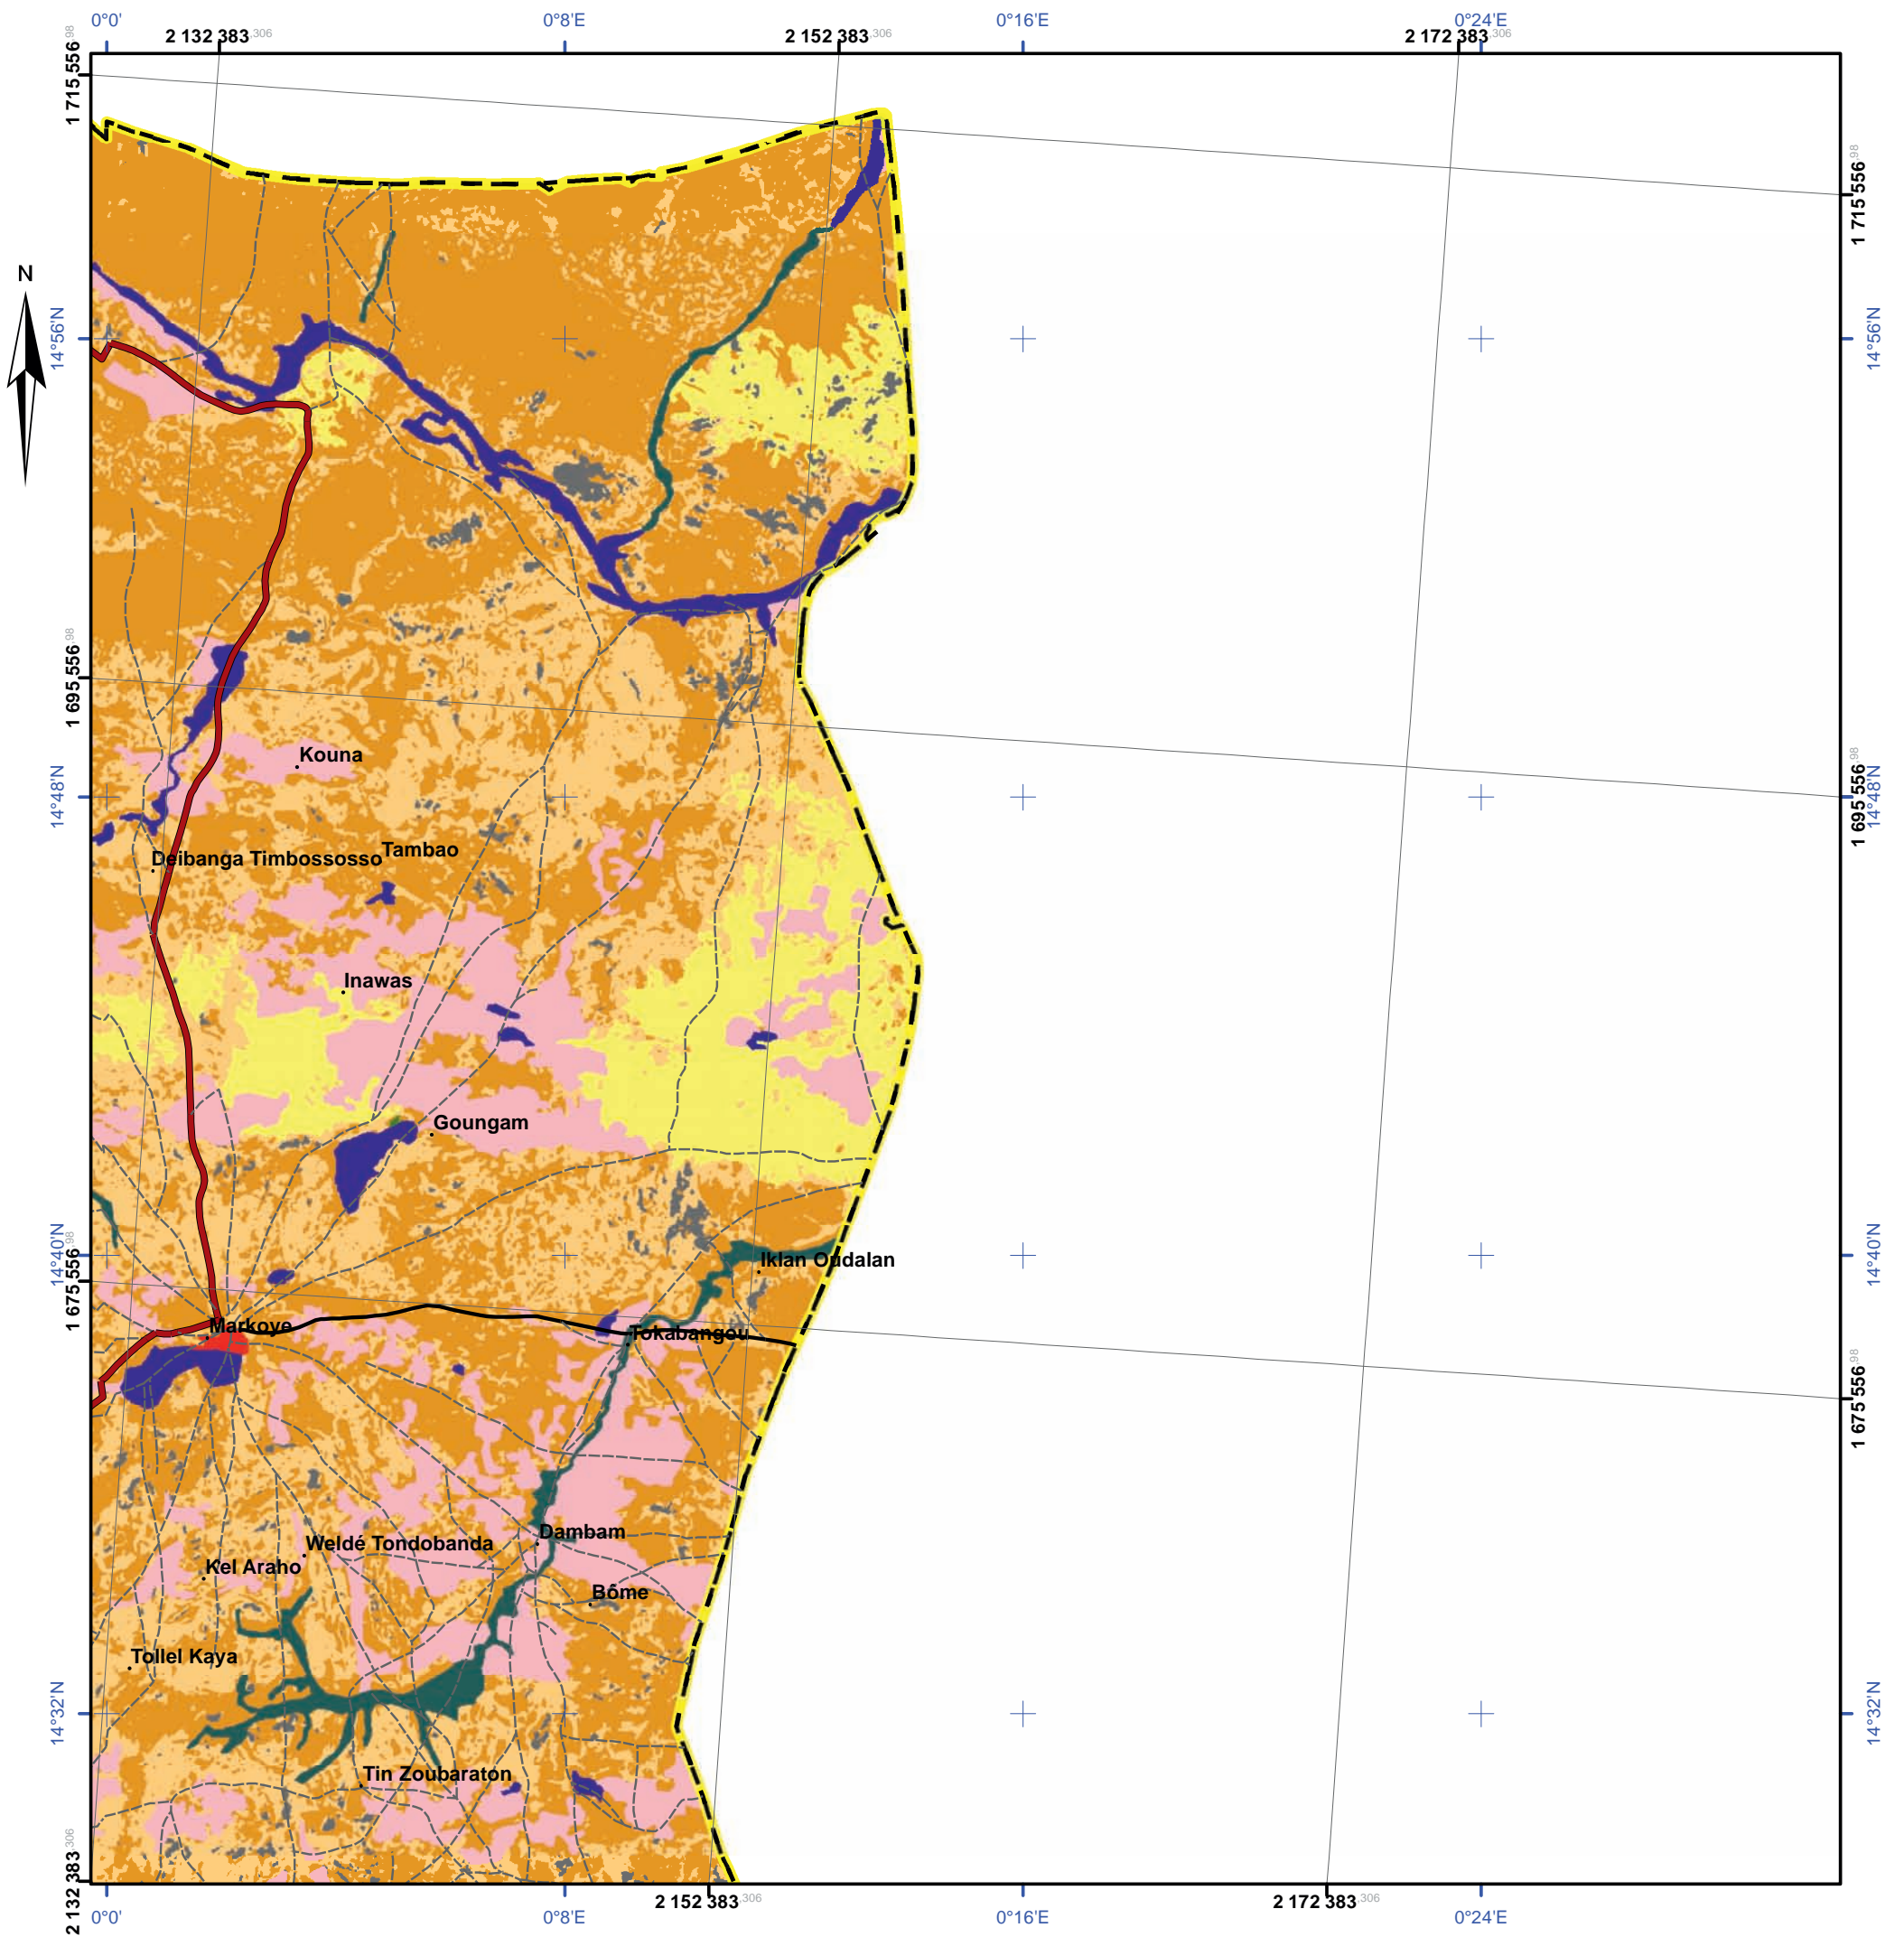 0°0' 0°8'E 0°16'E 0°24'E
2 132 383,306 2 152 383,306 2 172 383,306
1 715 556,98
1 715 556,98
N
14°56'N
14°56'N
1 695 556,98
Kouna
14°48'N
1 695 556,98
14°48'N
Deibanga Timbossosso
Tambao
Inawas
Goungam
14°40'N
14°40'N
1 675 556,98
Iklan Oudalan
Markoye
Tokabangou
1 675 556,98
Dambam
Weldé Tondobanda
Kel Araho
Bôme
Tollel Kaya
14°32'N
14°32'N
Tin Zoubaraton
2 132 383,306
2 152 383,306 2 172 383,306
0°0' 0°8'E 0°16'E 0°24'E